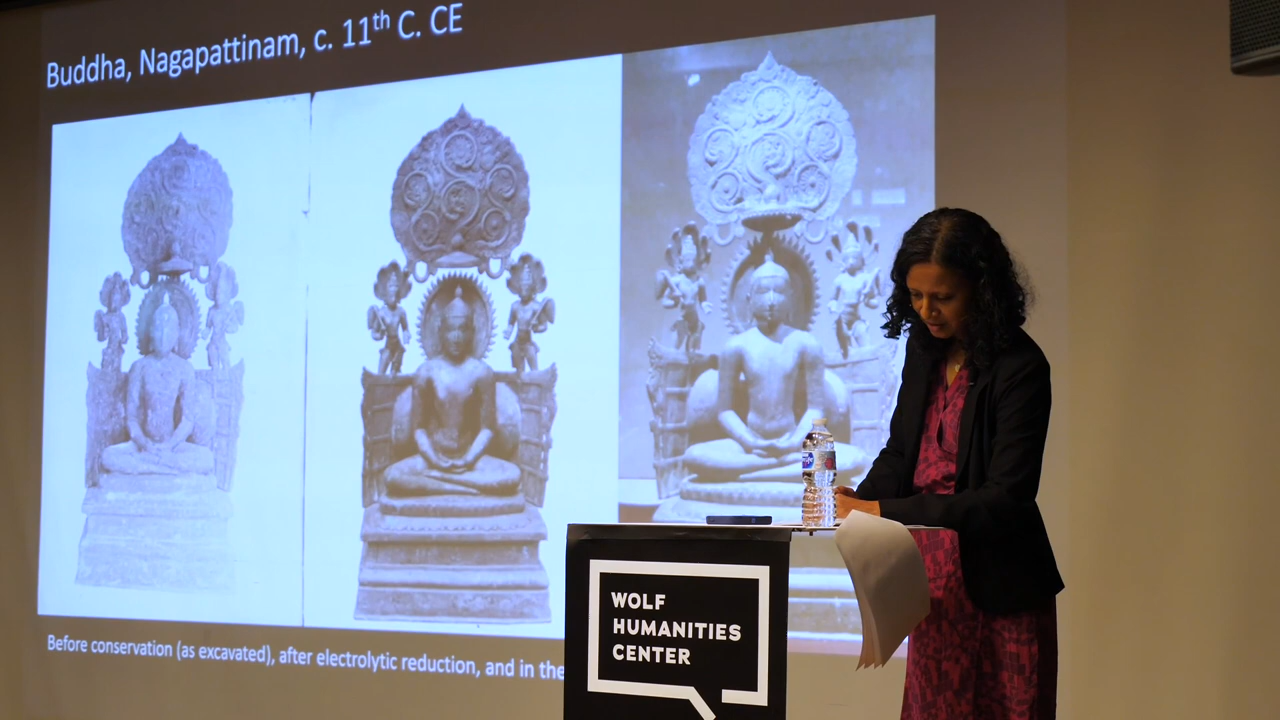 Buddha, Nagapattinam, c. 11th C. CE
Before conservation (as excavated), after electrolytic reduction, and in the
WOLF
HUMANITIES
CENTER